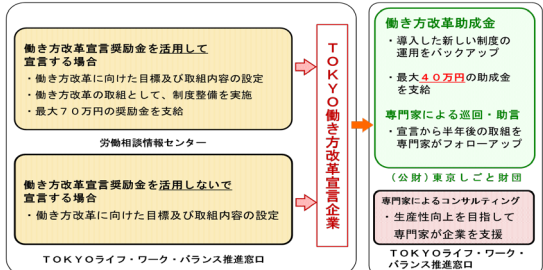 働き方改革宣言奨励金を活用して
宣言する場合
・働き方改革に向けた目標及び取組内容の設定
・働き方改革の取組として、制度整備を実施
・最大７０万円の奨励金を支給
労働相談情報センター
働き方改革宣言奨励金を活用しないで
宣言する場合
・働き方改革に向けた目標及び取組内容の設定
ＴＯＫＹＯライフ・ワーク・バランス推進窓口
ＴＯＫＹＯ働き方改革宣言企業
働き方改革助成金
・導入した新しい制度の
運用をバックアップ
・最大４０万円の助成金
を支給
専門家による巡回・助言
・宣言から半年後の取組を
専門家がフォローアップ
（公財）東京しごと財団
専門家によるコンサルティング
・生産性向上を目指して
専門家が企業を支援
ＴＯＫＹＯライフ・ワーク・
バランス推進窓口